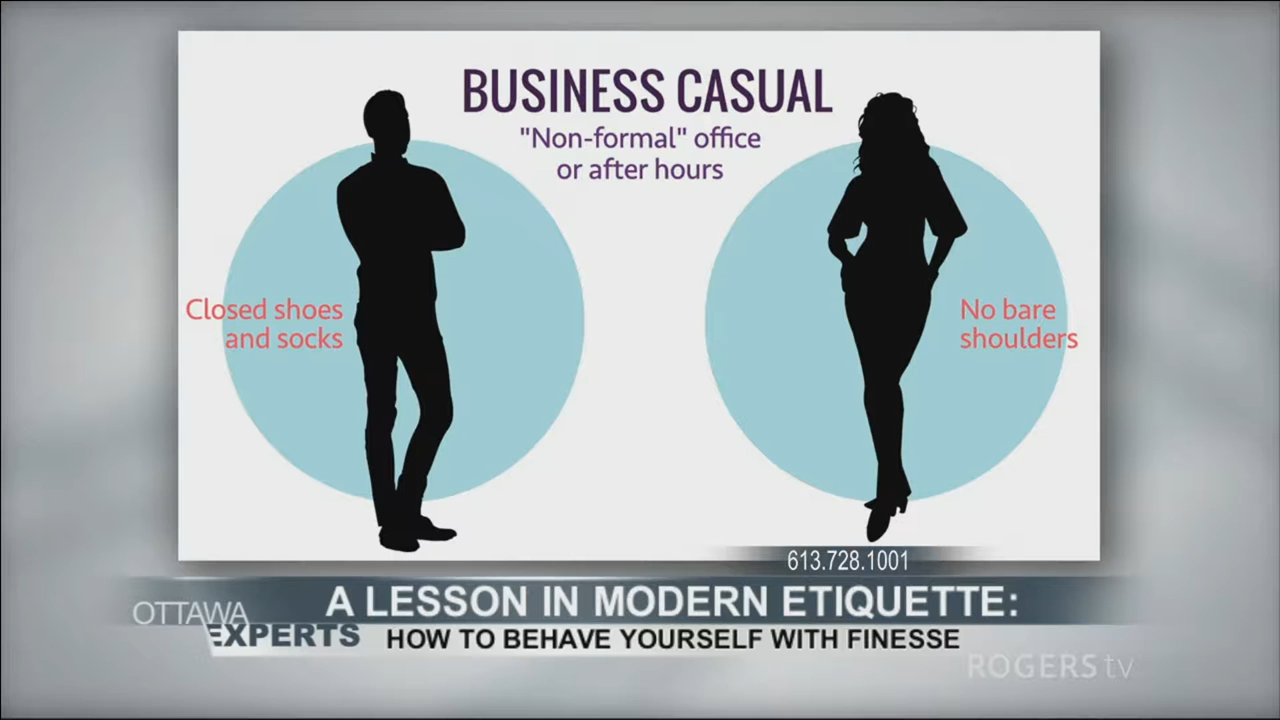 BUSINESS CASUAL
"Non-formal" office
or after hours
Closed shoes
and socks
No bare
shoulders
613.728.1001
OTTAWA
EXPERTS
A LESSON IN MODERN ETIQUETTE:
HOW TO BEHAVE YOURSELF WITH FINESSE
ROGERS tv